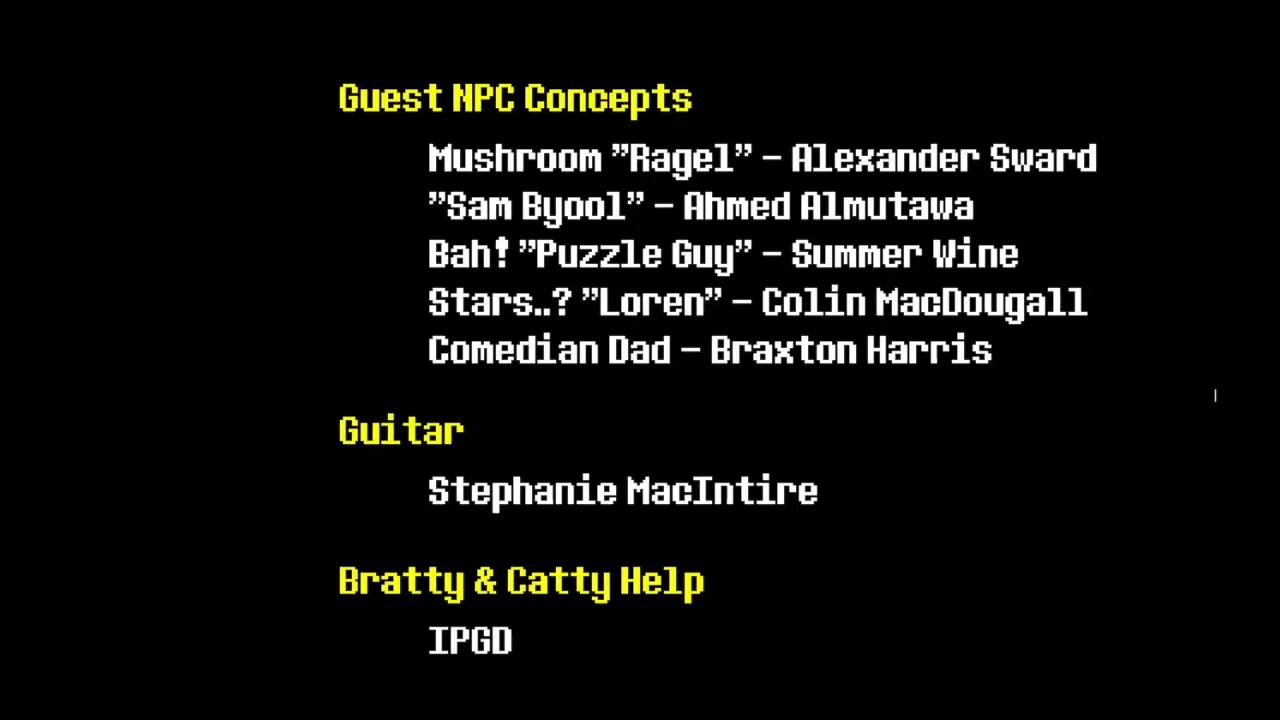 Guest NPC Concepts
Mushroom "Ragel" - Alexander Sward
"Sam Byool" - Ahmed Almutawa
Bah! "Puzzle Guy" - Summer Wine
Stars..? "Loren" - Colin MacDougall
Comedian Dad - Braxton Harris
Guitar
Stephanie MacIntire
Bratty & Catty Help
IPGD